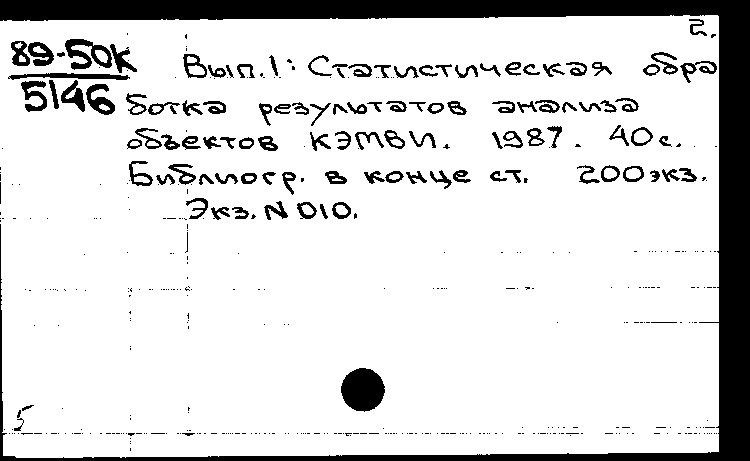 2.
89-50к
5146
Вып.1: Статистическая обра
ботка результатов анализа
объектов КЭМВИ. 1987. 40с.
Библиогр. в конце ст. 200экз.
Экз. N 010.
5